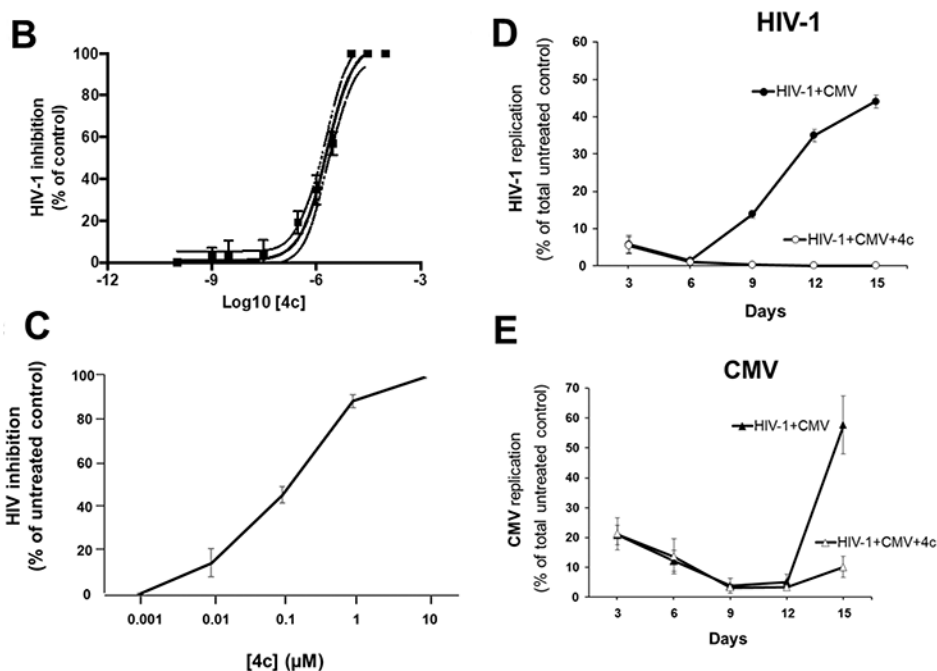 B
HIV-1 inhibition
(% of control)
100
80
60
40
20
0
-12
-9
-6
-3
Log10 [4c]
C
HIV inhibition
(% of untreated control)
100
80
60
40
20
0
0.001
0.01
0.1
1
10
[4c] (µM)
D
HIV-1
HIV-1 replication
(% of total untreated control)
60
50
40
30
20
10
0
HIV-1+CMV
HIV-1+CMV+4c
3
6
9
12
15
Days
E
CMV
CMV replication
(% of total untreated control)
70
60
50
40
30
20
10
0
HIV-1+CMV
HIV-1+CMV+4c
3
6
9
12
15
Days